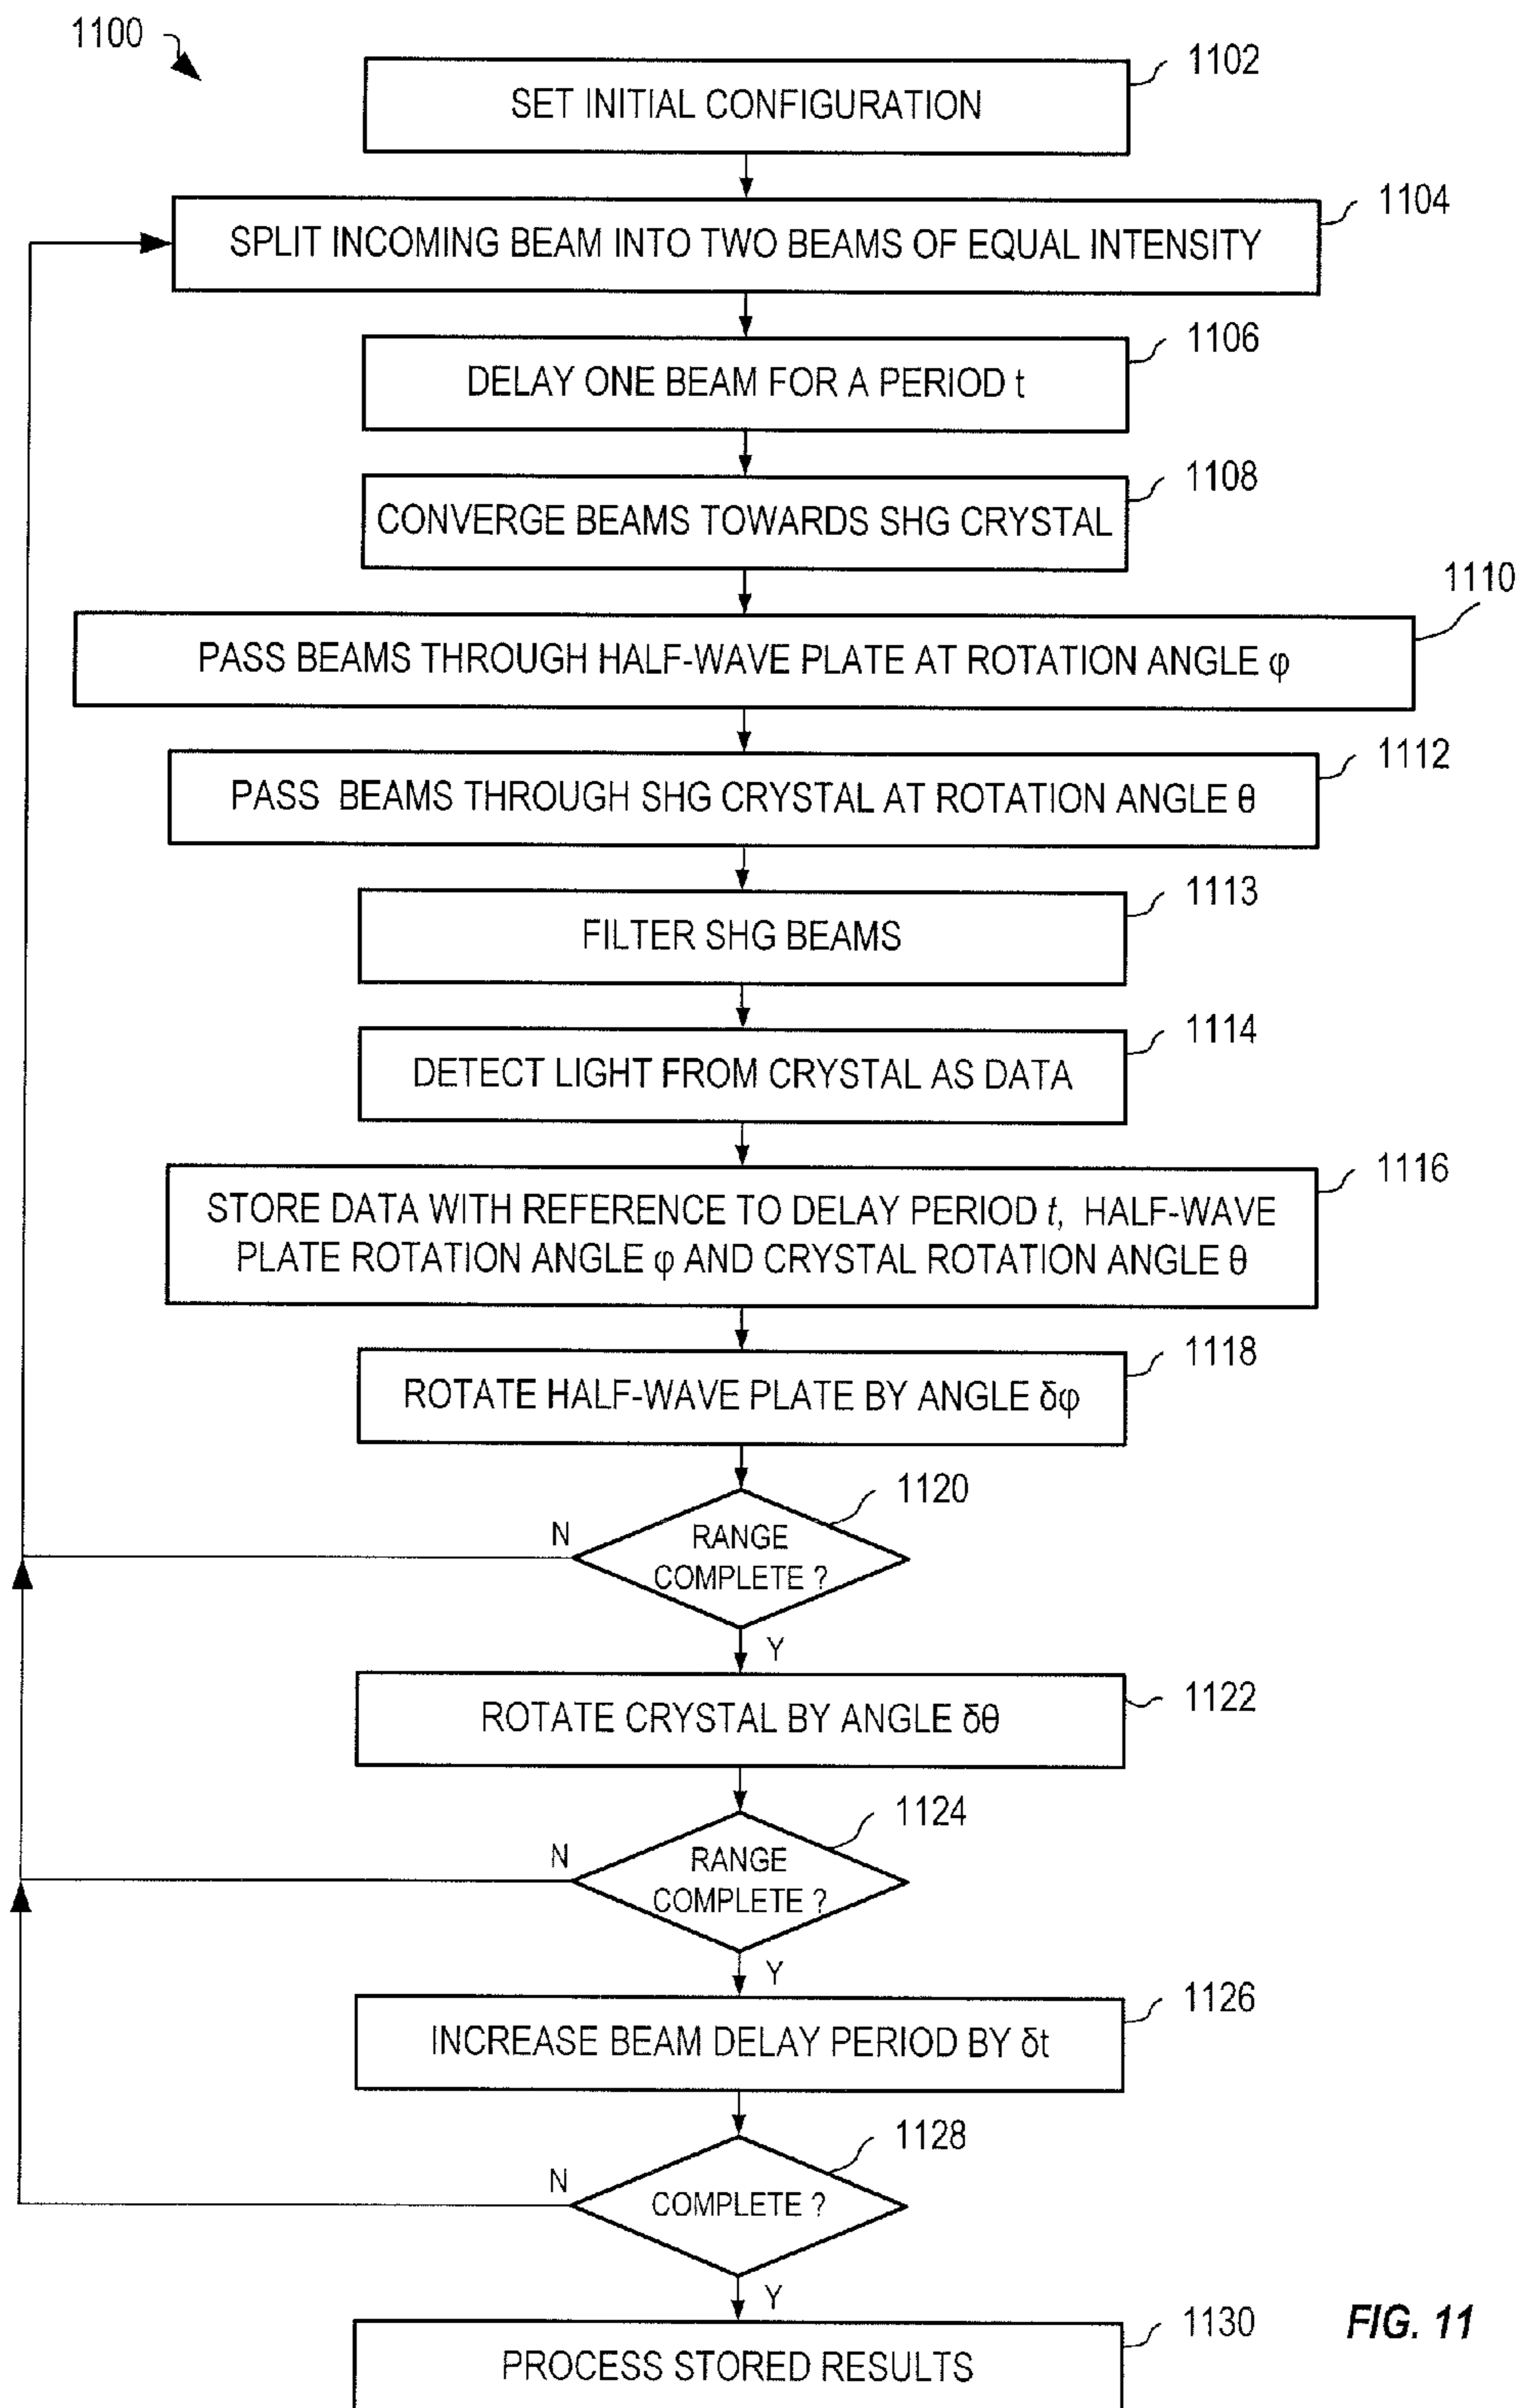 1100
1102
SET INITIAL CONFIGURATION
1104
SPLIT INCOMING BEAM INTO TWO BEAMS OF EQUAL INTENSITY
1106
DELAY ONE BEAM FOR A PERIOD t
1108
CONVERGE BEAMS TOWARDS SHG CRYSTAL
1110
PASS BEAMS THROUGH HALF-WAVE PLATE AT ROTATION ANGLE φ
1112
PASS BEAMS THROUGH SHG CRYSTAL AT ROTATION ANGLE θ
1113
FILTER SHG BEAMS
1114
DETECT LIGHT FROM CRYSTAL AS DATA
1116
STORE DATA WITH REFERENCE TO DELAY PERIOD t, HALF-WAVE
PLATE ROTATION ANGLE φ AND CRYSTAL ROTATION ANGLE θ
1118
ROTATE HALF-WAVE PLATE BY ANGLE δφ
1120
N
RANGE
COMPLETE ?
Y
1122
ROTATE CRYSTAL BY ANGLE δθ
1124
N
RANGE
COMPLETE ?
Y
1126
INCREASE BEAM DELAY PERIOD BY δt
1128
N
COMPLETE ?
Y
1130
PROCESS STORED RESULTS
FIG. 11